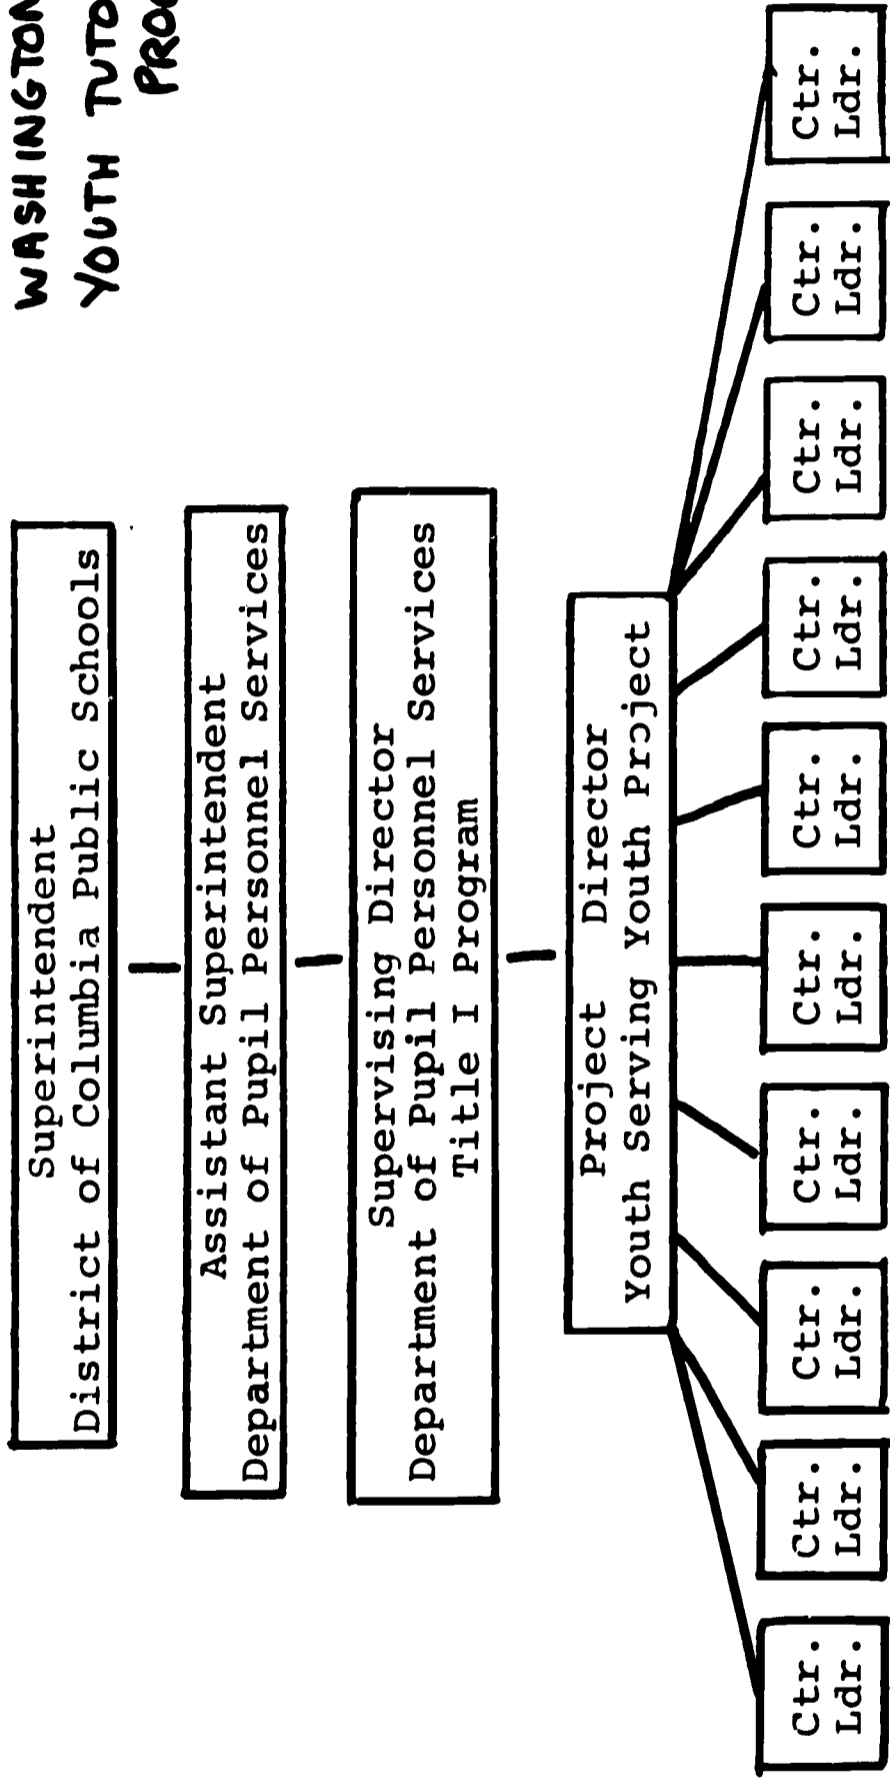 WASHINGTON
YOUTH TUTO
PROG
Superintendent
District of Columbia Public Schools
Assistant Superintendent
Department of Pupil Personnel Services
Supervising Director
Department of Pupil Personnel Services
Title I Program
Project Director
Youth Serving Youth Project
Ctr.
Ldr.
Ctr.
Ldr.
Ctr.
Ldr.
Ctr.
Ldr.
Ctr.
Ldr.
Ctr.
Ldr.
Ctr.
Ldr.
Ctr.
Ldr.
Ctr.
Ldr.
Ctr.
Ldr.